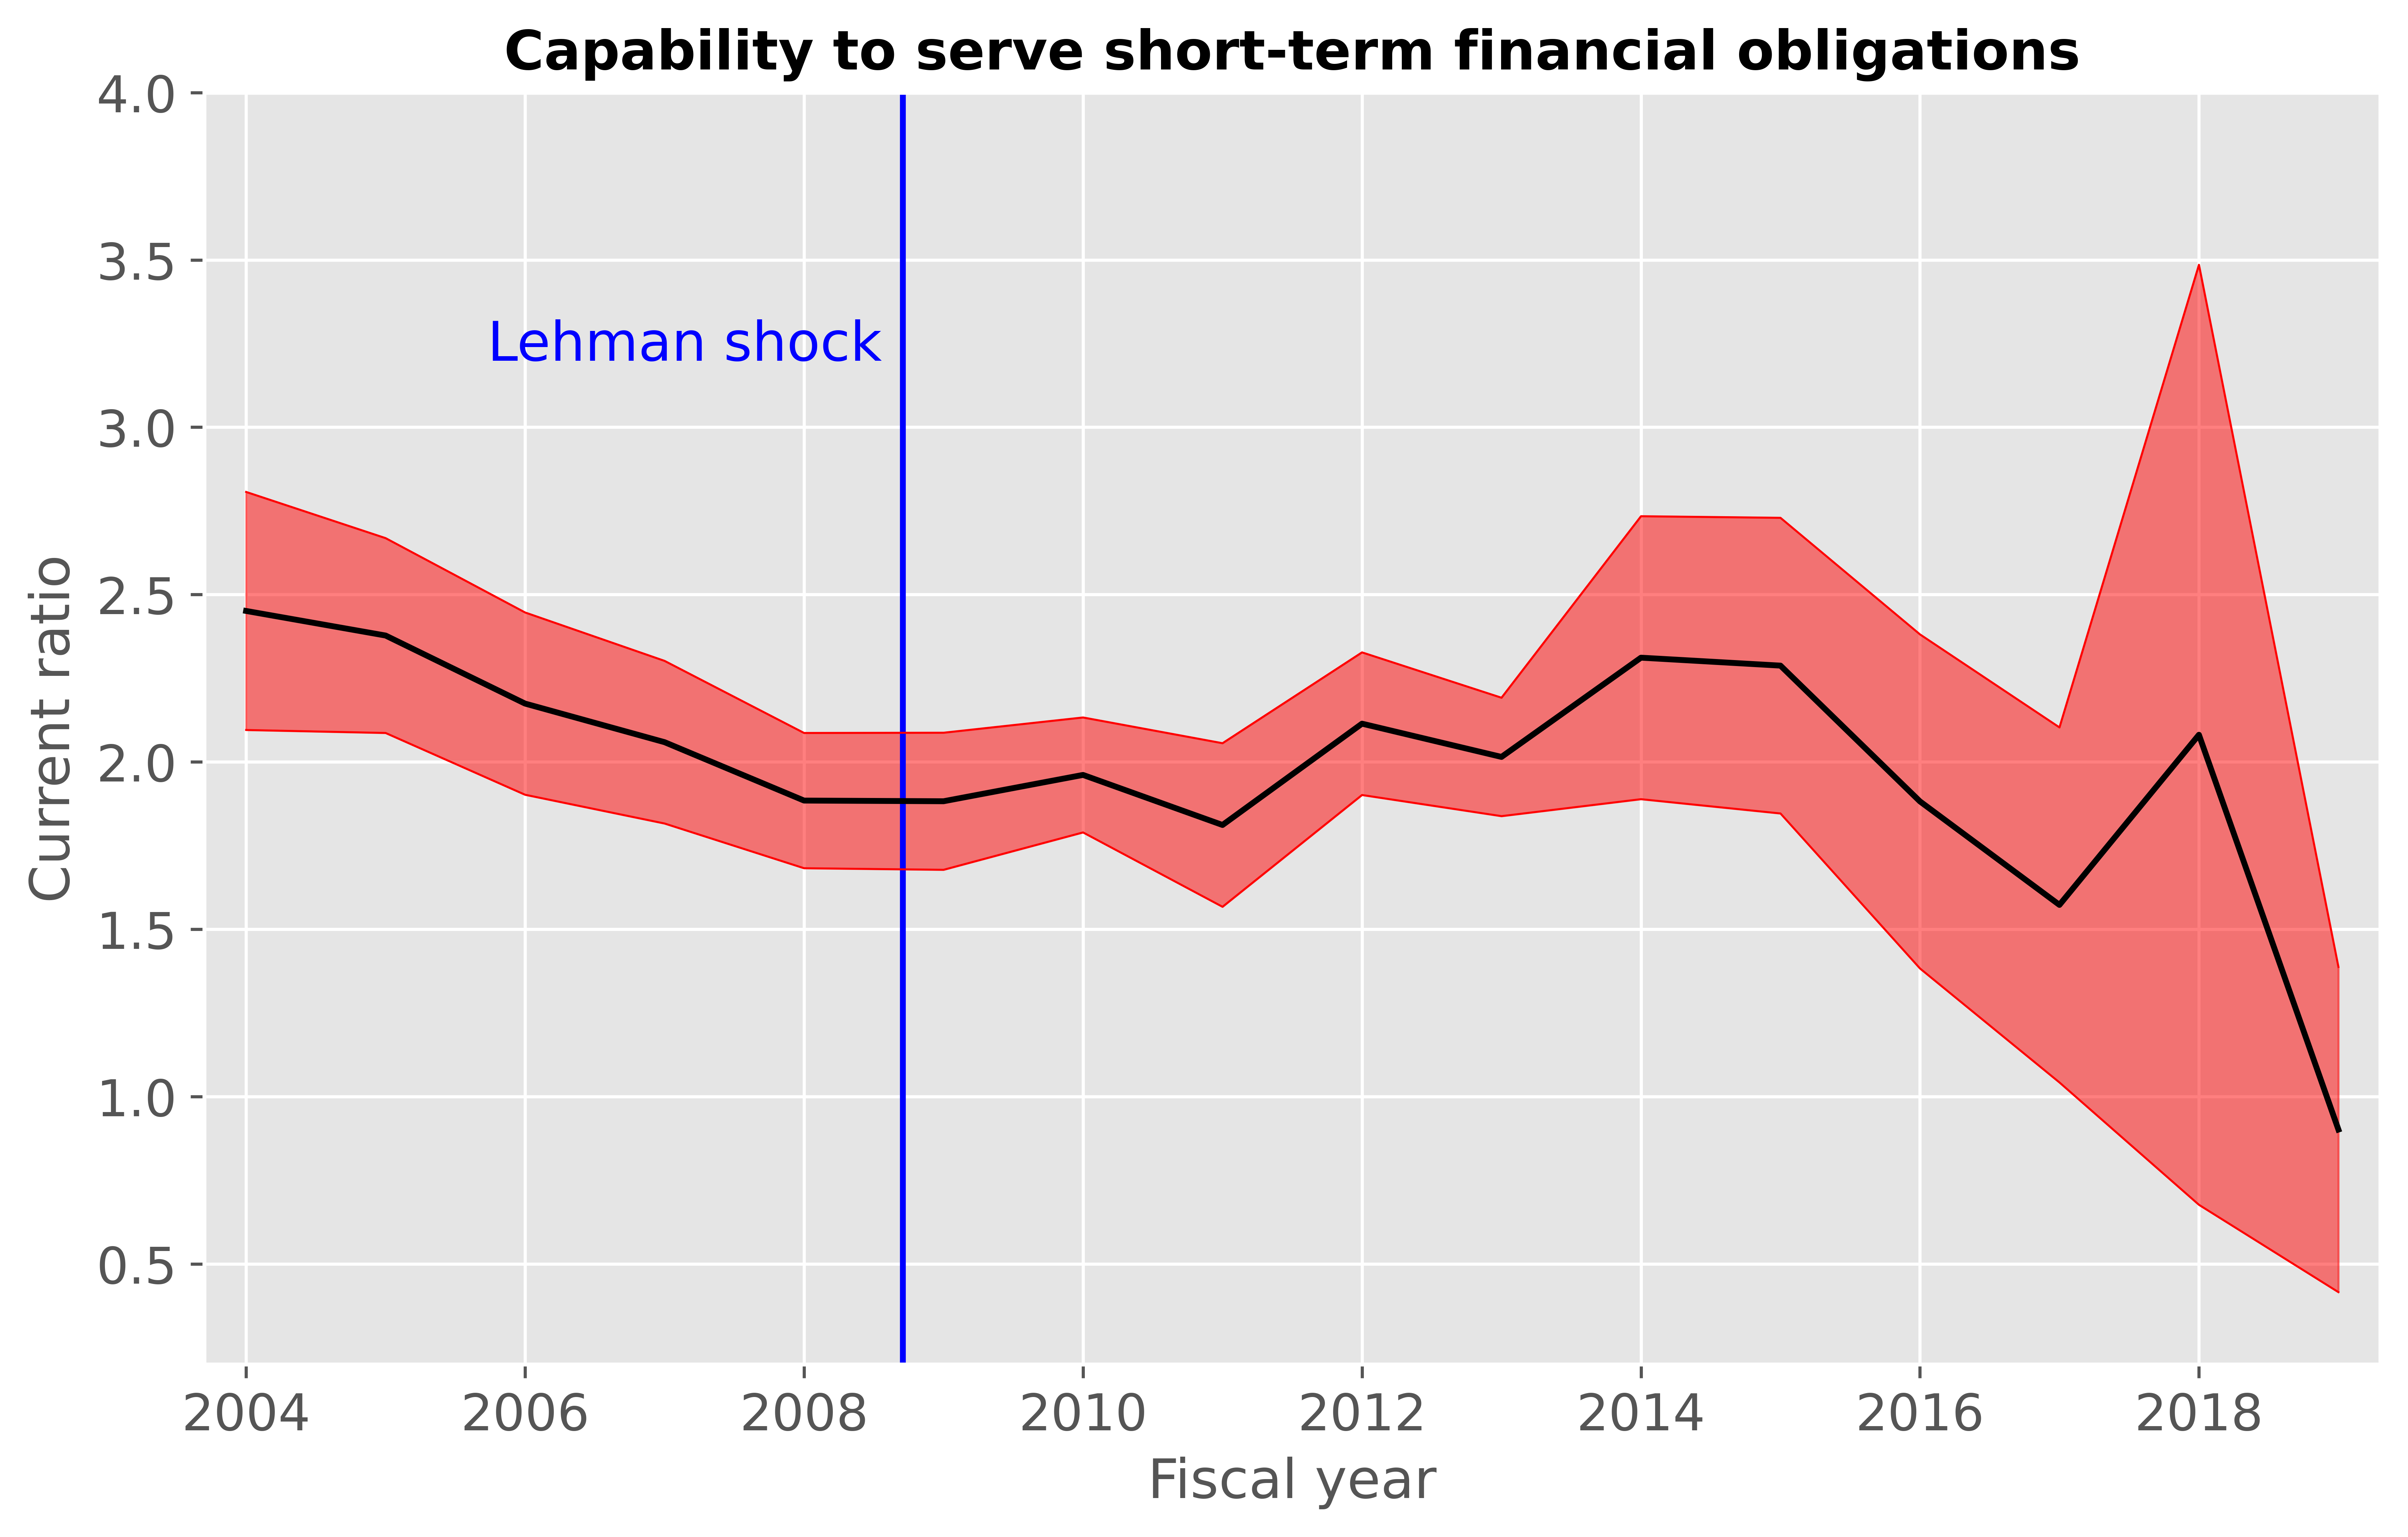 Capability to serve short-term financial obligations
4.0
3.5
Lehman shock
3.0
2.5
Current ratio
2.0
1.5
1.0
0.5
2004 2006 2008 2010 2012 2014 2016 2018
Fiscal year